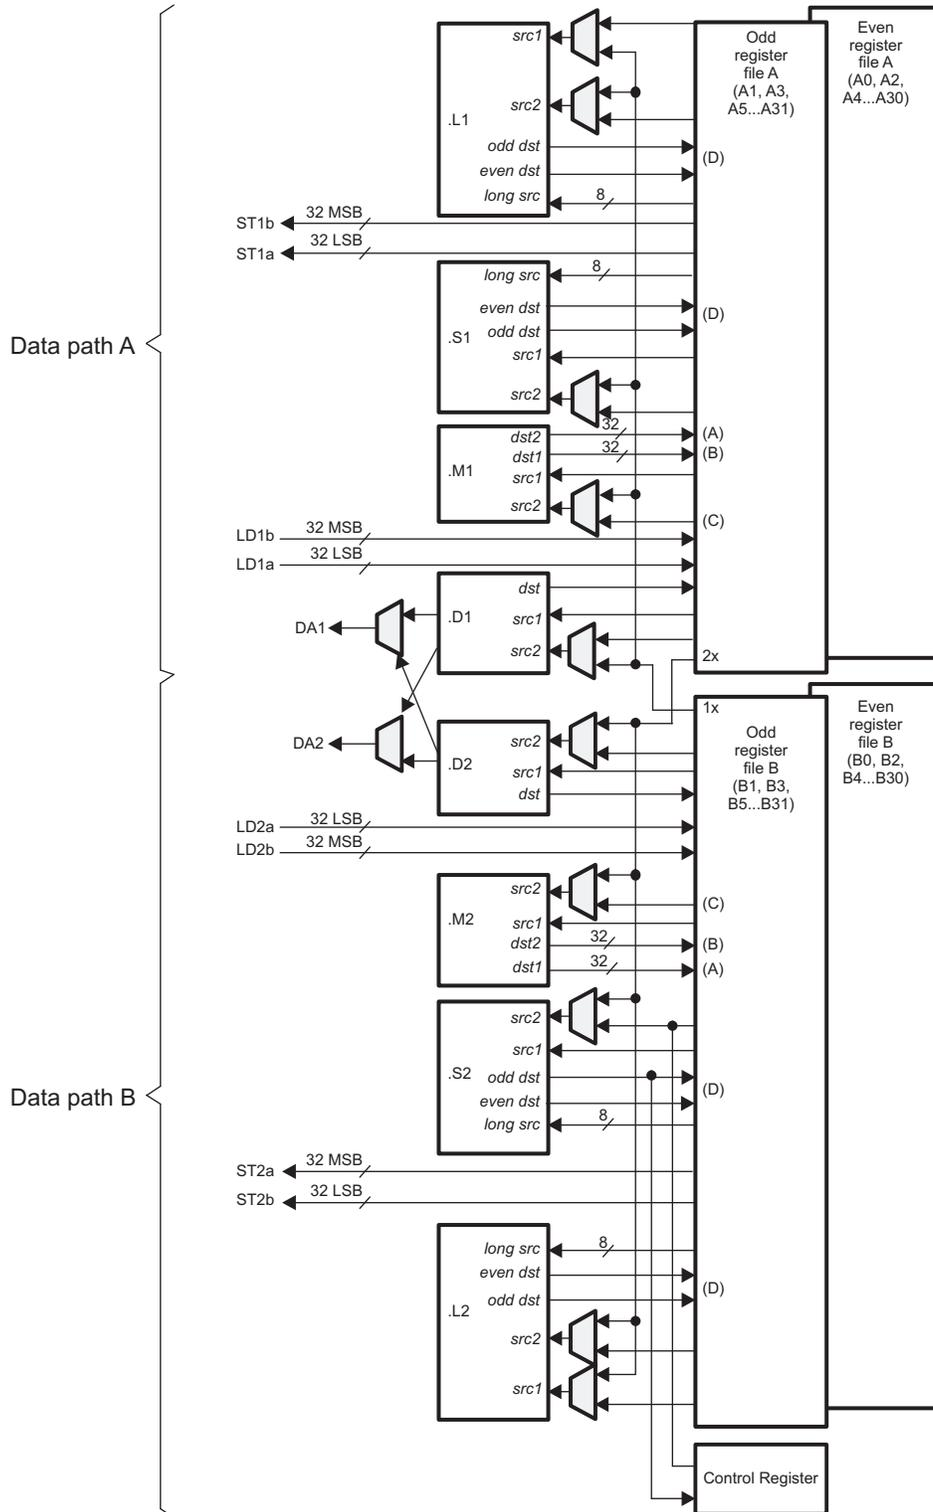 src1
Odd
register
file A
(A1, A3,
A5...A31)
Even
register
file A
(A0, A2,
A4...A30)
src2
.L1
odd dst
(D)
even dst
long src
8
ST1b
32 MSB
ST1a
32 LSB
long src
8
even dst
(D)
odd dst
.S1
Data path A
src1
src2
32
dst2
(A)
32
dst1
(B)
.M1
src1
src2
(C)
LD1b
32 MSB
LD1a
32 LSB
dst
.D1
src1
DA1
src2
2x
1x
Odd
register
file B
(B1, B3,
B5...B31)
Even
register
file B
(B0, B2,
B4...B30)
DA2
src2
.D2
src1
dst
LD2a
32 LSB
LD2b
32 MSB
src2
(C)
.M2
src1
dst2
32
(B)
dst1
32
(A)
src2
src1
.S2
odd dst
(D)
even dst
Data path B
long src
8
ST2a
32 MSB
ST2b
32 LSB
long src
8
even dst
(D)
odd dst
.L2
src2
src1
Control Register